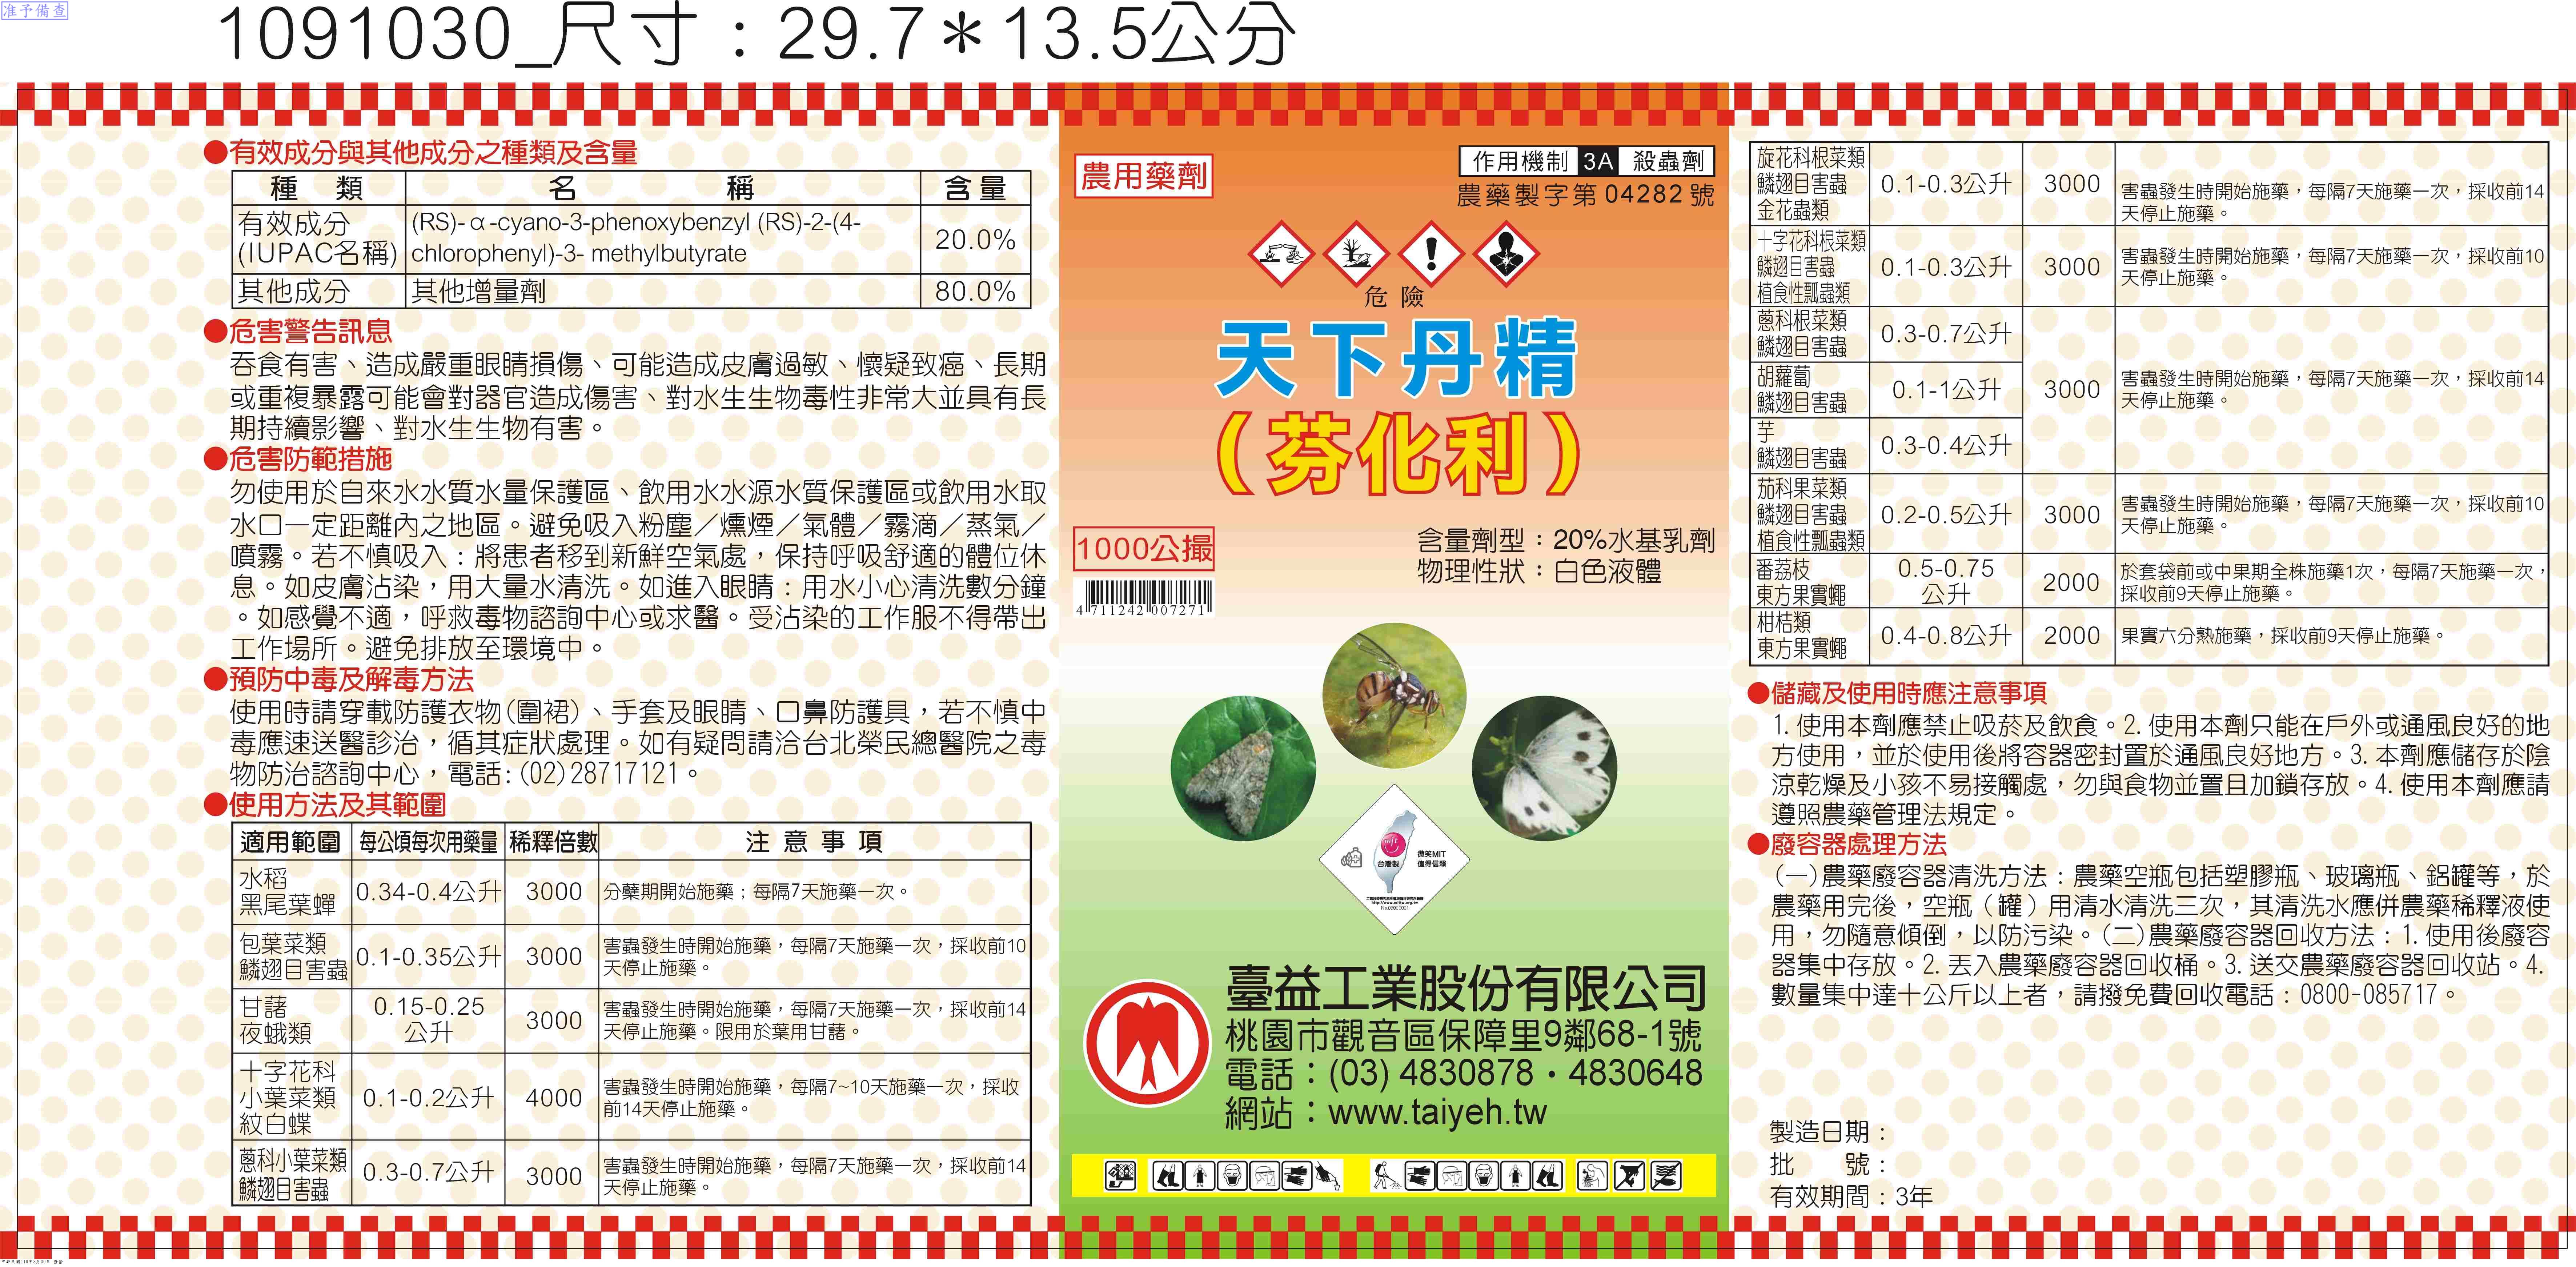 准予備查
1091030_尺寸：29.7＊13.5公分
●有效成分與其他成分之種類及含量
種 類 名 稱 含量
有效成分 (IUPAC名稱) (RS)-α-cyano-3-phenoxybenzyl (RS)-2-(4-
chlorophenyl)-3- methylbutyrate 20.0%
其他成分 其他增量劑 80.0%
●危害警告訊息
吞食有害、造成嚴重眼睛損傷、可能造成皮膚過敏、懷疑致癌、長期
或重複暴露可能會對器官造成傷害、對水生生物毒性非常大並具有長
期持續影響、對水生生物有害。
●危害防範措施
勿使用於自來水水質水量保護區、飲用水水源水質保護區或飲用水取
水口一定距離內之地區。避免吸入粉塵／燻煙／氣體／霧滴／蒸氣／
噴霧。若不慎吸入：將患者移到新鮮空氣處，保持呼吸舒適的體位休
息。如皮膚沾染，用大量水清洗。如進入眼睛：用水小心清洗數分鐘
。如感覺不適，呼救毒物諮詢中心或求醫。受沾染的工作服不得帶出
工作場所。避免排放至環境中。
●預防中毒及解毒方法
使用時請穿載防護衣物(圍裙)、手套及眼睛、口鼻防護具，若不慎中
毒應速送醫診治，循其症狀處理。如有疑問請洽台北榮民總醫院之毒
物防治諮詢中心，電話:(02)28717121。
●使用方法及其範圍
適用範圍 每公頃每次用藥量 稀釋倍數 注 意 事 項
水稻
黑尾葉蟬 0.34-0.4公升 3000 分蘗期開始施藥；每隔7天施藥一次。
包葉菜類
鱗翅目害蟲 0.1-0.35公升 3000 害蟲發生時開始施藥，每隔7天施藥一次，採收前10
天停止施藥。
甘藷
夜蛾類 0.15-0.25
公升 3000 害蟲發生時開始施藥，每隔7天施藥一次，採收前14
天停止施藥。限用於葉用甘藷。
十字花科
小葉菜類
紋白蝶 0.1-0.2公升 4000 害蟲發生時開始施藥，每隔7~10天施藥一次，採收
前14天停止施藥。
蔥科小葉菜類
鱗翅目害蟲 0.3-0.7公升 3000 害蟲發生時開始施藥，每隔7天施藥一次，採收前14
天停止施藥。
農用藥劑
作用機制 3A 殺蟲劑
農藥製字第 04282 號
危險
天下丹精
（芬化利）
1000公撮
4 711242 007271
含量劑型：20%水基乳劑
物理性狀：白色液體
mit
台灣製
微笑MIT
值得信賴
臺益工業股份有限公司
桃園市觀音區保障里9鄰68-1號
電話：(03) 4830878・4830648
網站：www.taiyeh.tw
旋花科根菜類
鱗翅目害蟲
金花蟲類 0.1-0.3公升 3000 害蟲發生時開始施藥，每隔7天施藥一次，採收前14
天停止施藥。
十字花科根菜類
鱗翅目害蟲
植食性瓢蟲類 0.1-0.3公升 3000 害蟲發生時開始施藥，每隔7天施藥一次，採收前10
天停止施藥。
蔥科根菜類
鱗翅目害蟲 0.3-0.7公升
胡蘿蔔
鱗翅目害蟲 0.1-1公升 3000 害蟲發生時開始施藥，每隔7天施藥一次，採收前14
天停止施藥。
芋
鱗翅目害蟲 0.3-0.4公升
茄科果菜類
鱗翅目害蟲
植食性瓢蟲類 0.2-0.5公升 3000 害蟲發生時開始施藥，每隔7天施藥一次，採收前10
天停止施藥。
番荔枝
東方果實蠅 0.5-0.75
公升 2000 於套袋前或中果期全株施藥1次，每隔7天施藥一次，
採收前9天停止施藥。
柑桔類
東方果實蠅 0.4-0.8公升 2000 果實六分熟施藥，採收前9天停止施藥。
●儲藏及使用時應注意事項
1.使用本劑應禁止吸菸及飲食。2.使用本劑只能在戶外或通風良好的地
方使用，並於使用後將容器密封置於通風良好地方。3.本劑應儲存於陰
涼乾燥及小孩不易接觸處，勿與食物並置且加鎖存放。4.使用本劑應請
遵照農藥管理法規定。
●廢容器處理方法
(一)農藥廢容器清洗方法：農藥空瓶包括塑膠瓶、玻璃瓶、鋁罐等，於
農藥用完後，空瓶（罐）用清水清洗三次，其清洗水應併農藥稀釋液使
用，勿隨意傾倒，以防污染。(二)農藥廢容器回收方法：1.使用後廢容
器集中存放。2.丟入農藥廢容器回收桶。3.送交農藥廢容器回收站。4.
數量集中達十公斤以上者，請撥免費回收電話：0800-085717。
製造日期：
批 號：
有效期間：3年